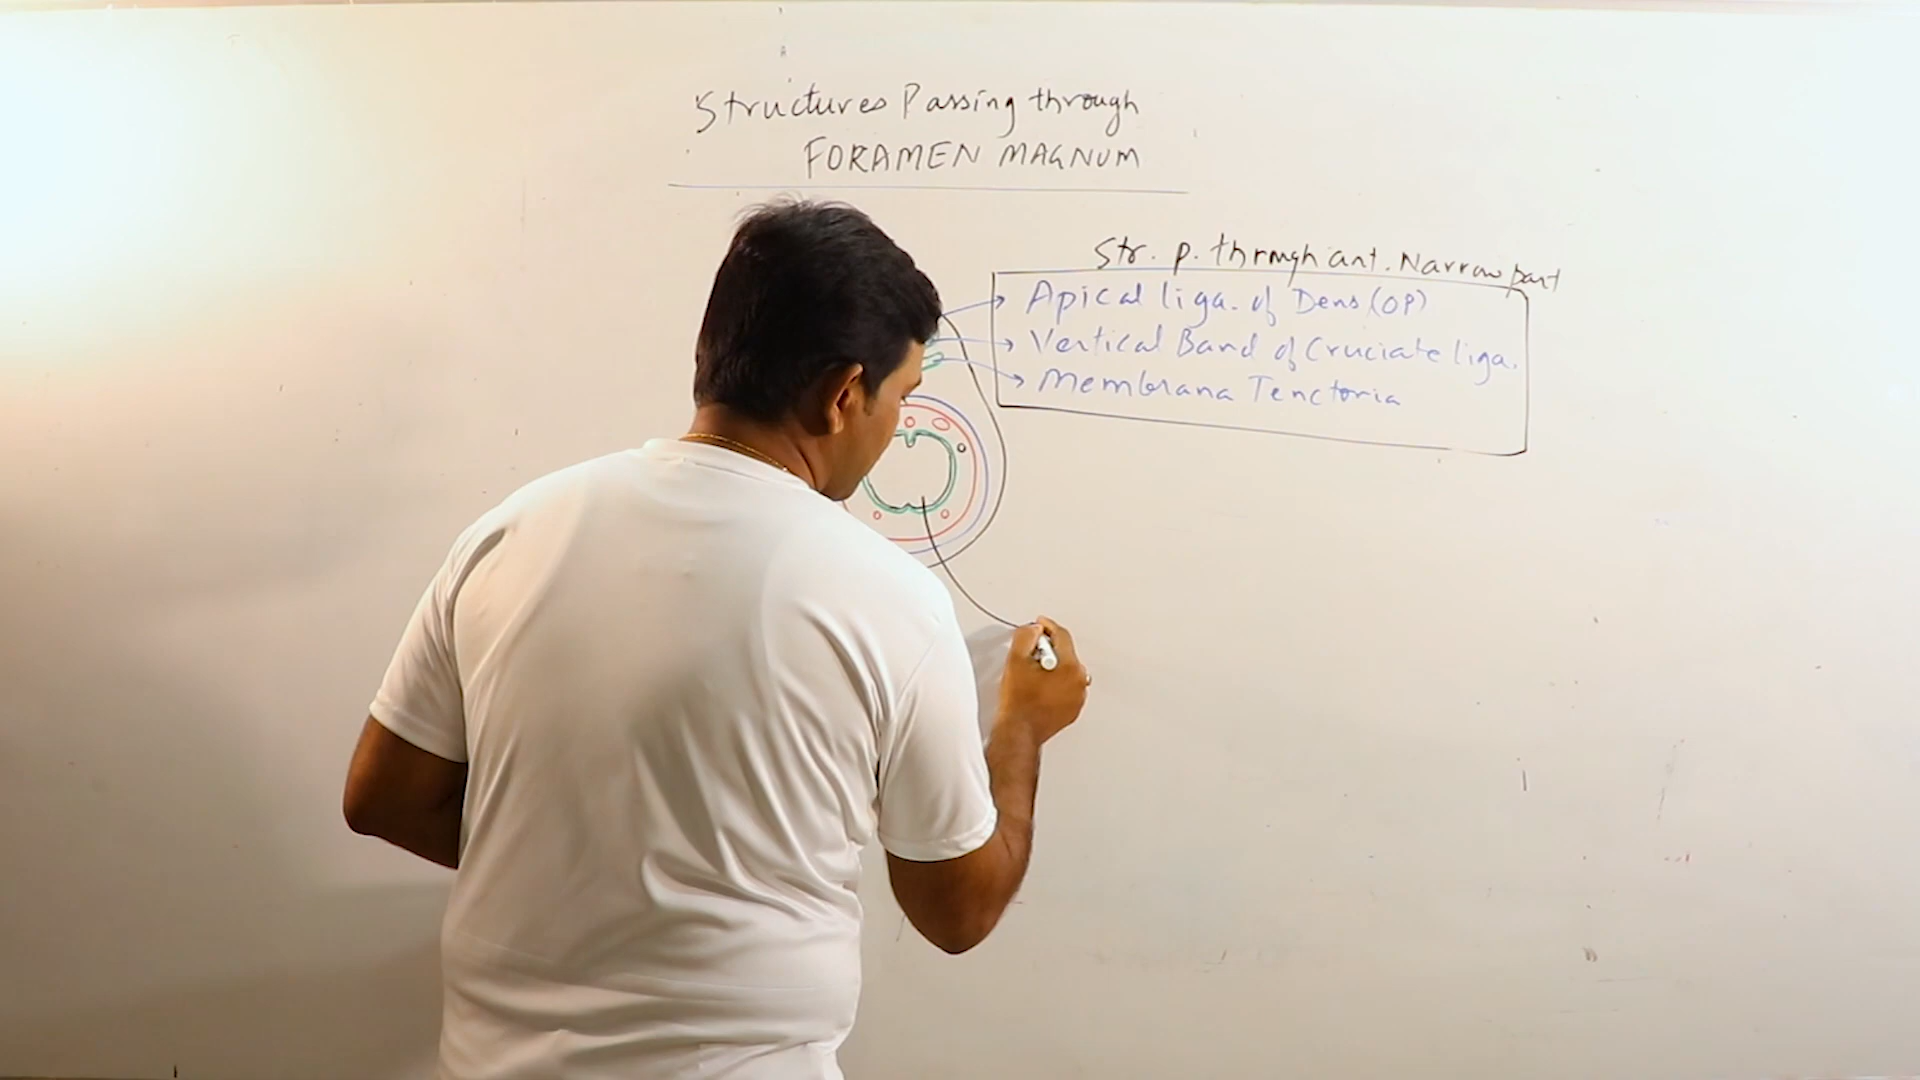 Structures Passing through
FORAMEN MAGNUM
Str. p. through ant. Narrow part
Apical liga. of Dens (OP)
Vertical Band of Cruciate liga.
Membrana Tenctoria